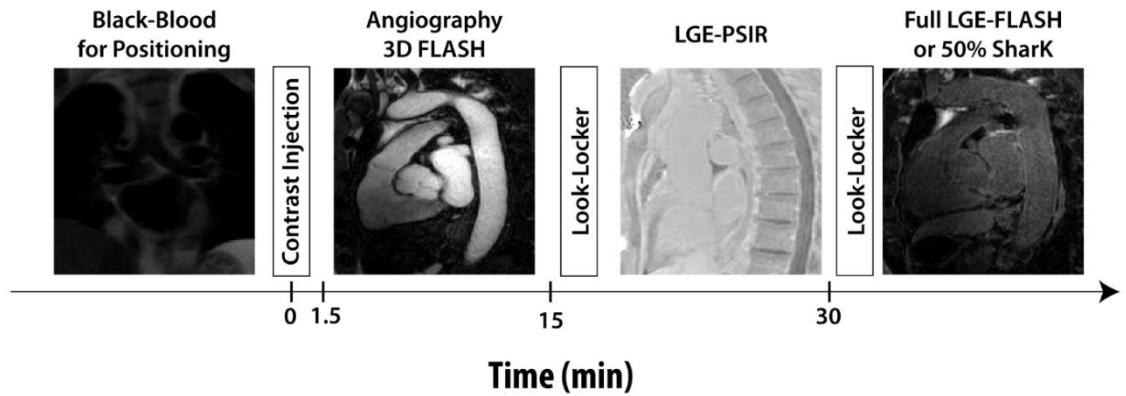 Black-Blood
for Positioning
Contrast Injection
Angiography
3D FLASH
Look-Locker
LGE-PSIR
Look-Locker
Full LGE-FLASH
or 50% SharK
0
1.5
15
30
Time (min)